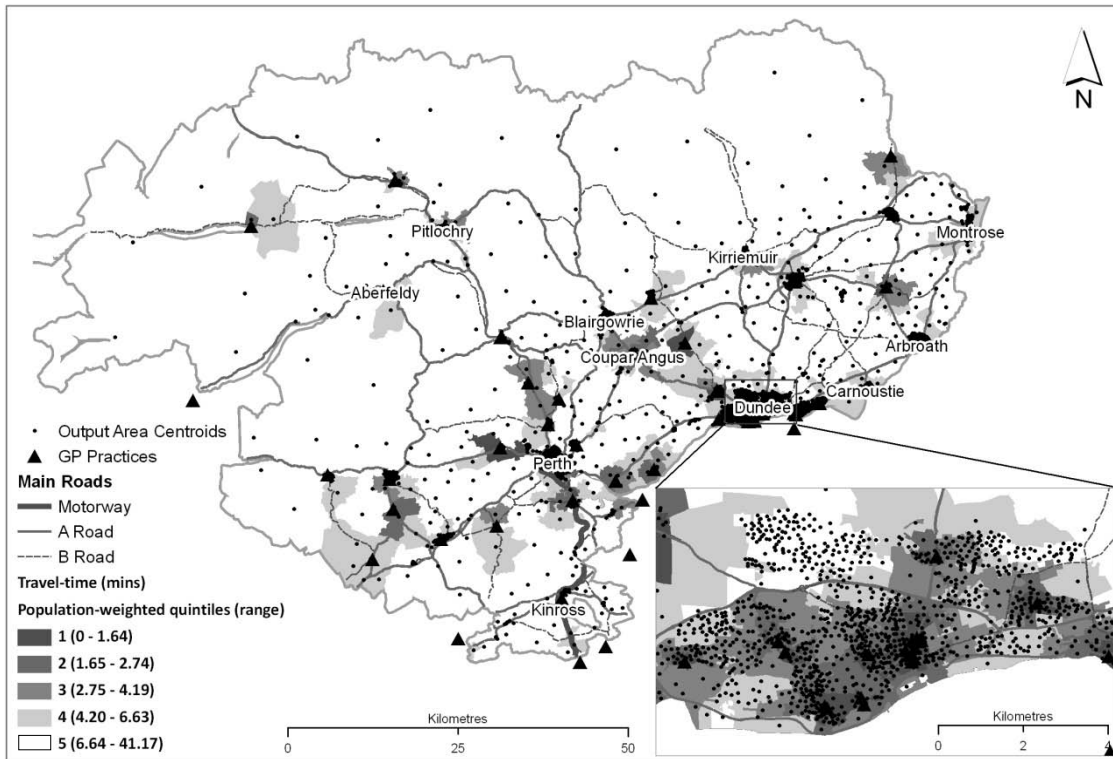 N
Montrose
Pitlochry
Kirriemuir
Aberfeldy
Blairgowrie
Coupar Angus
Arbroath
Carnoustie
Dundee
Perth
Kinross
Output Area Centroids
GP Practices
Main Roads
Motorway
A Road
B Road
Travel-time (mins)
Population-weighted quintiles (range)
1 (0 - 1.64)
2 (1.65 - 2.74)
3 (2.75 - 4.19)
4 (4.20 - 6.63)
5 (6.64 - 41.17)
Kilometres
0 25 50
Kilometres
0 2 4